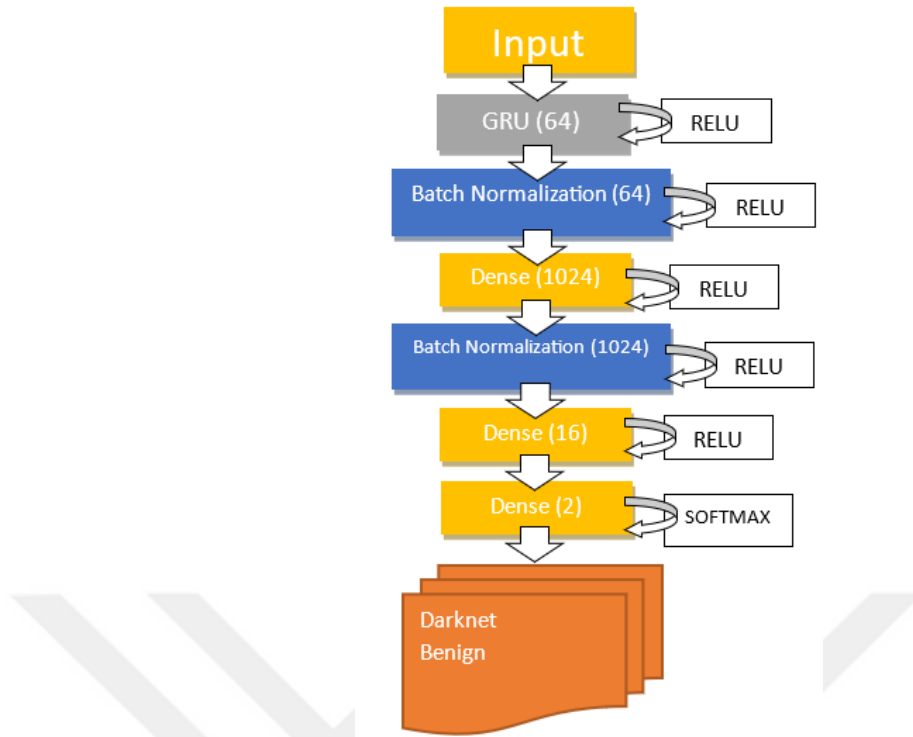 Input
GRU (64)
RELU
Batch Normalization (64)
RELU
Dense (1024)
RELU
Batch Normalization (1024)
RELU
Dense (16)
RELU
Dense (2)
SOFTMAX
Darknet
Benign